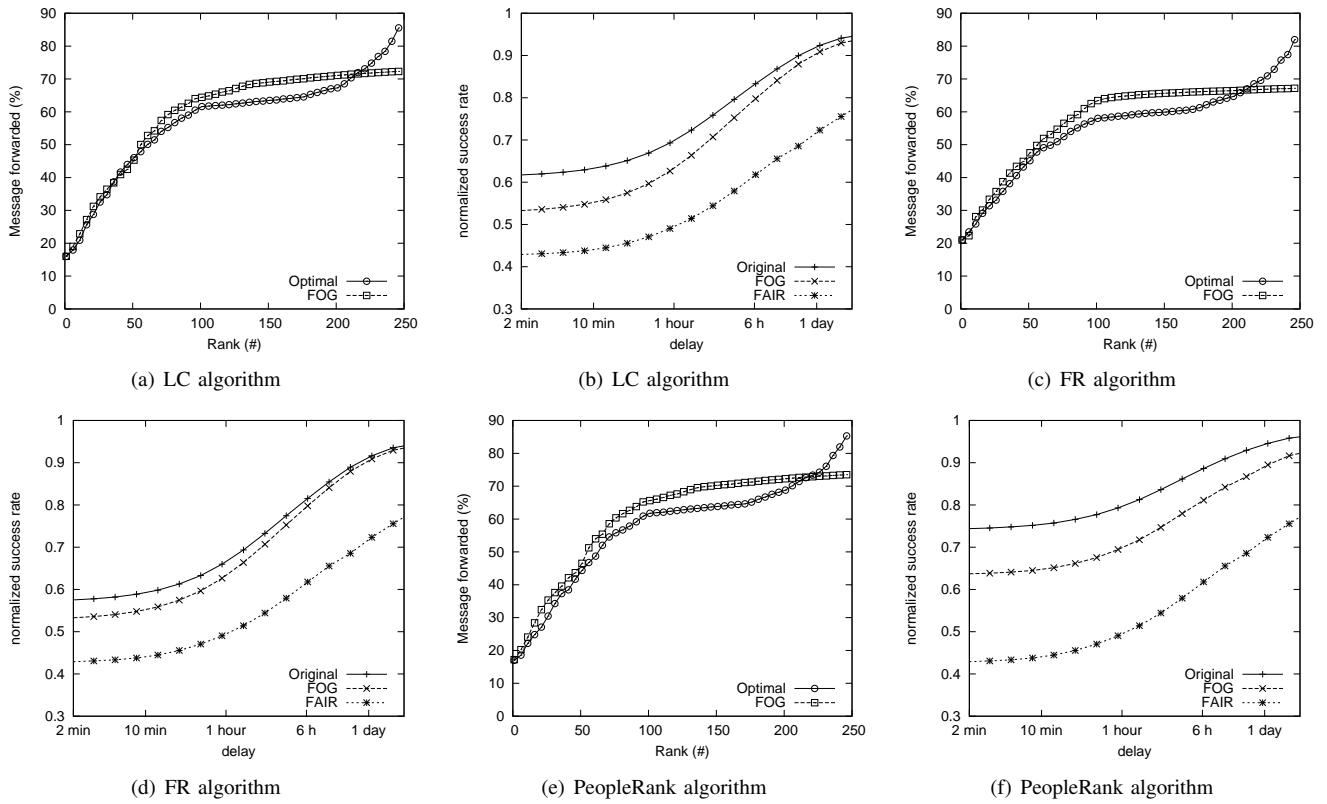 Message forwarded (%)
90
80
70
60
50
40
30
20
10
0
0 50 100 150 200 250
Rank (#)
Optimal
FOG
(a) LC algorithm
normalized success rate
1
0.9
0.8
0.7
0.6
0.5
0.4
0.3
2 min 10 min 1 hour 6 h 1 day
delay
Original
FOG
FAIR
(b) LC algorithm
Message forwarded (%)
90
80
70
60
50
40
30
20
10
0
0 50 100 150 200 250
Rank (#)
Optimal
FOG
(c) FR algorithm
normalized success rate
1
0.9
0.8
0.7
0.6
0.5
0.4
0.3
2 min 10 min 1 hour 6 h 1 day
delay
Original
FOG
FAIR
(d) FR algorithm
Message forwarded (%)
90
80
70
60
50
40
30
20
10
0
0 50 100 150 200 250
Rank (#)
Optimal
FOG
(e) PeopleRank algorithm
normalized success rate
1
0.9
0.8
0.7
0.6
0.5
0.4
0.3
2 min 10 min 1 hour 6 h 1 day
delay
Original
FOG
FAIR
(f) PeopleRank algorithm